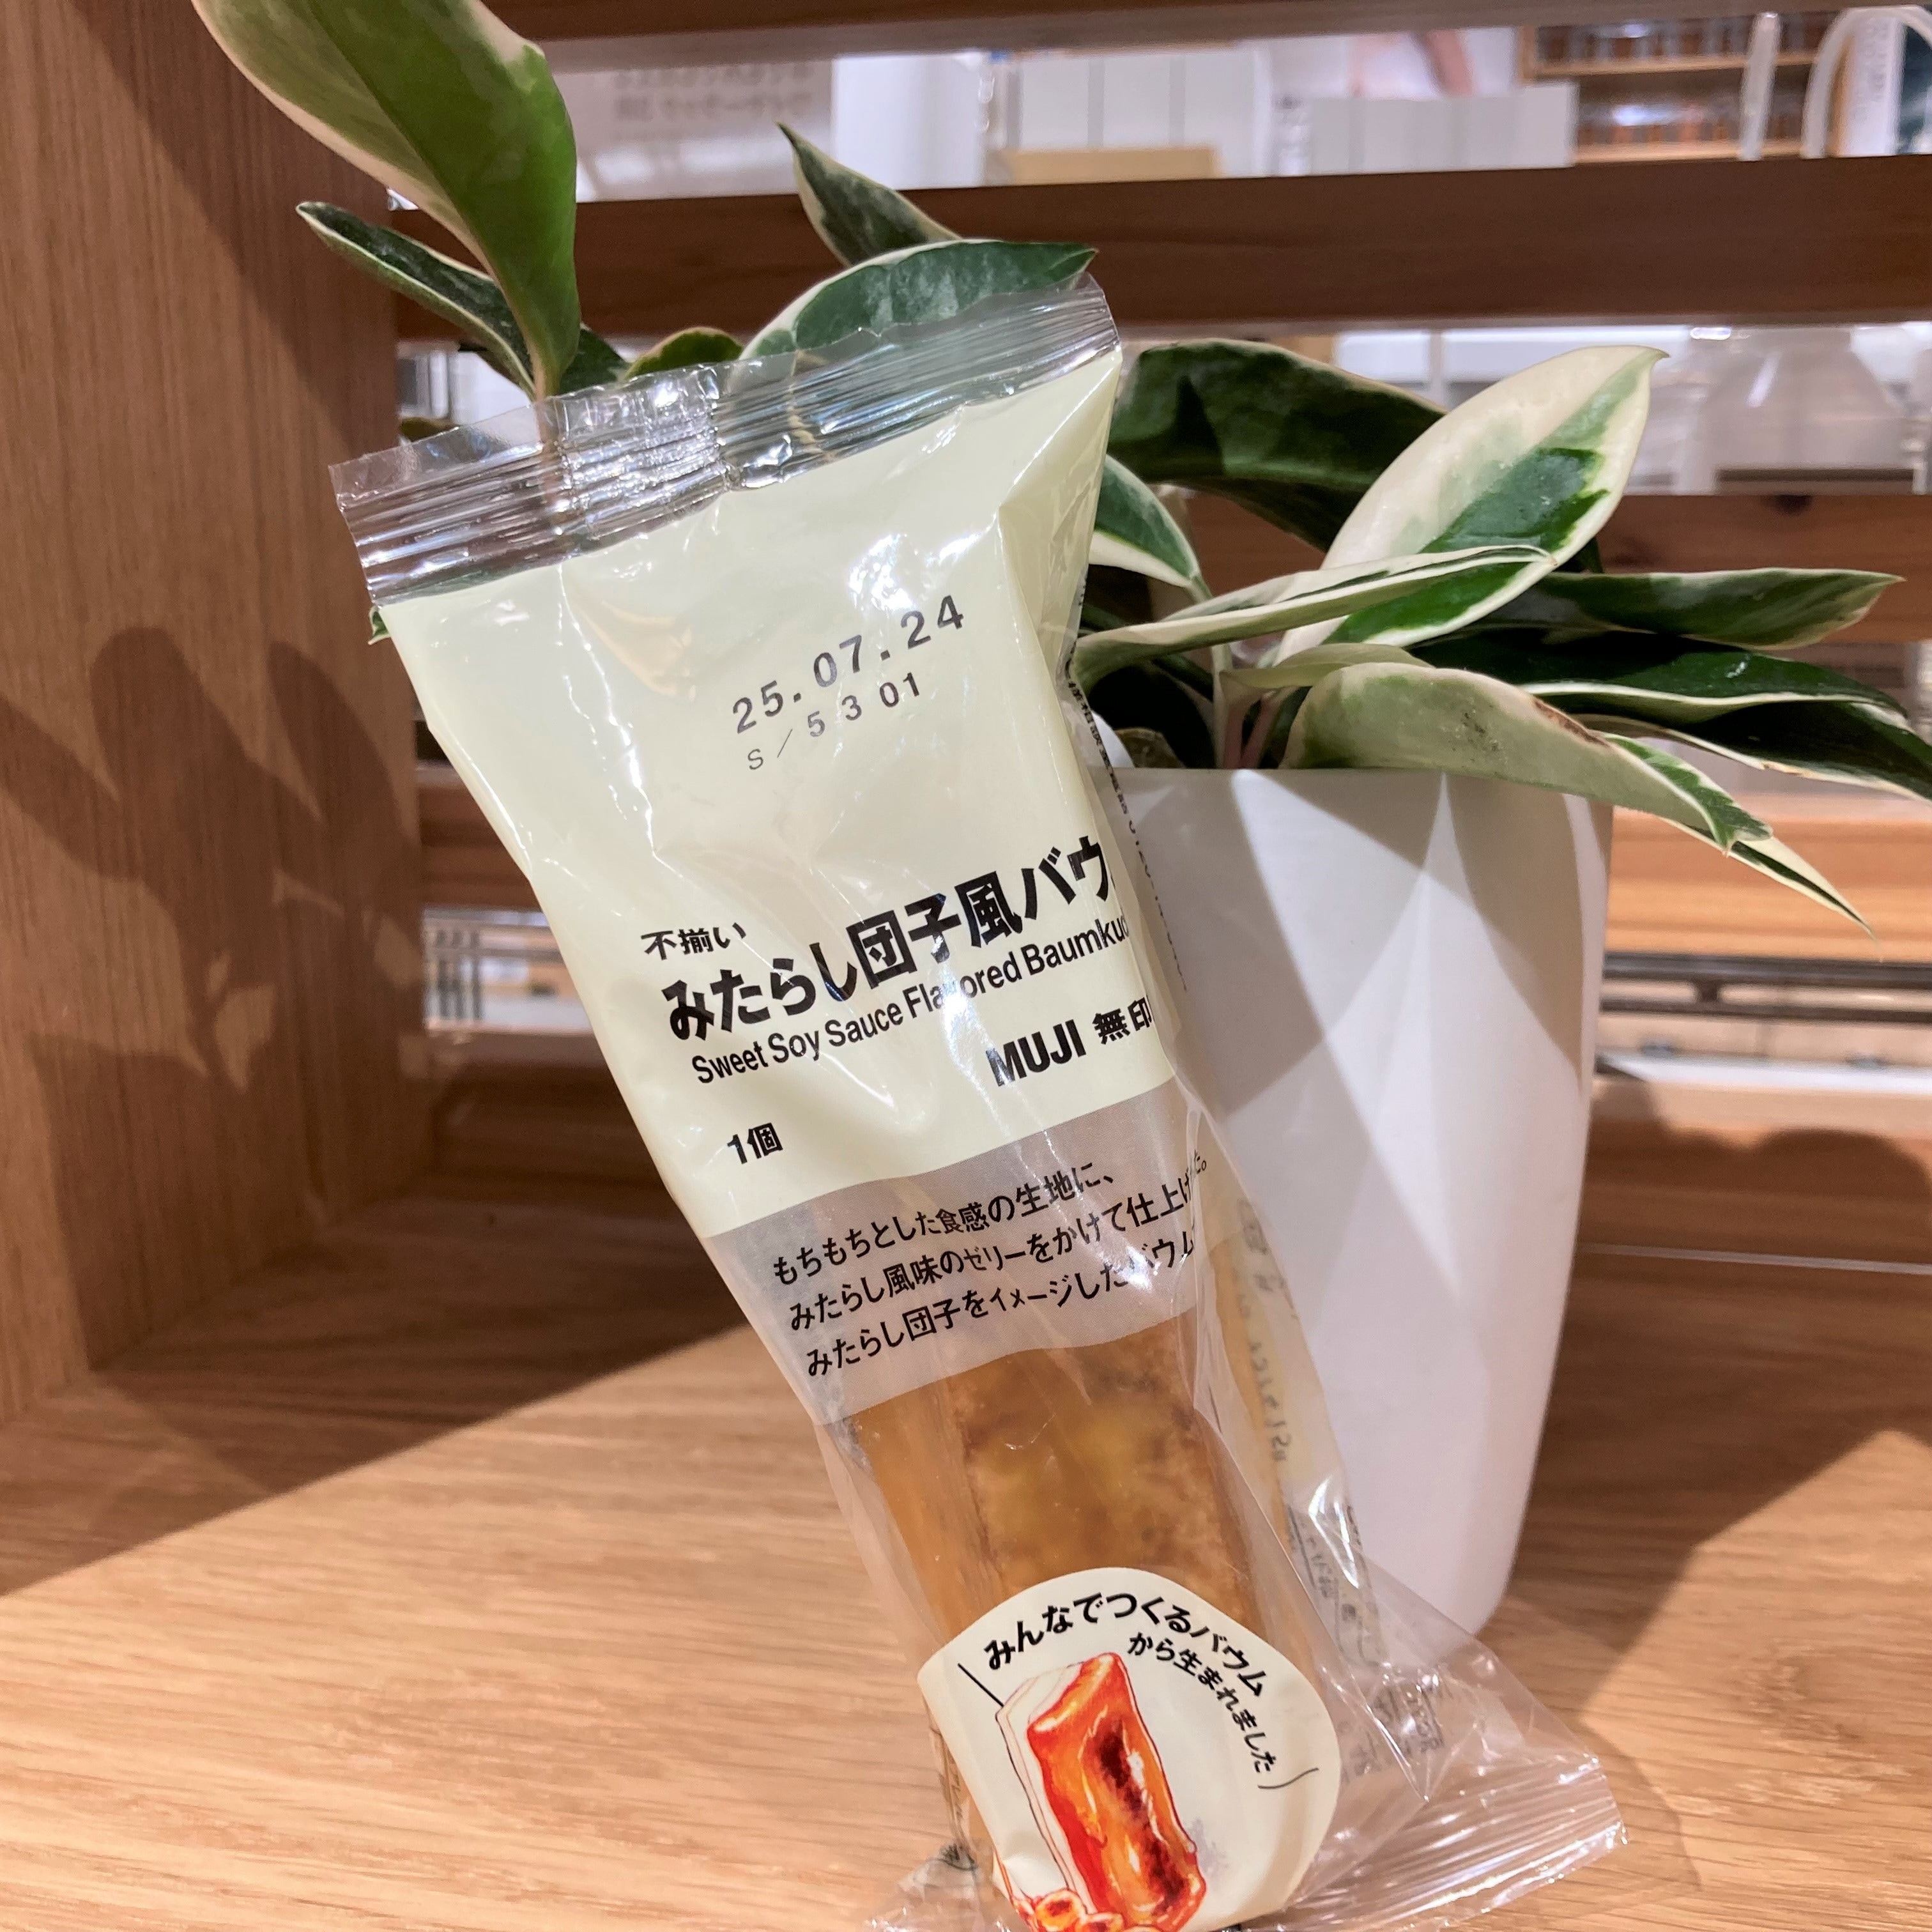 25.07.24
S/5 3 01
不揃い
みたらし団子風バウ
Sweet Soy Sauce Flavored Baumkuc
MUJI 無印
1個
もちもちとした食感の生地に、
みたらし風味のゼリーをかけて仕上げ
みたらし団子をイメージしたバウム
みんなでつくるバウム
から生まれました